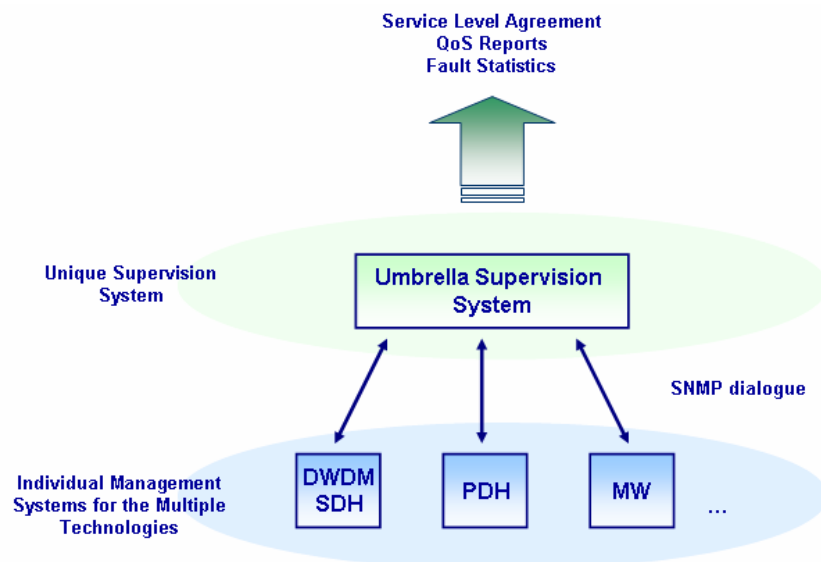 Service Level Agreement
QoS Reports
Fault Statistics
Unique Supervision
System
Umbrella Supervision
System
SNMP dialogue
Individual Management
Systems for the Multiple
Technologies
DWDM
SDH
PDH
MW
...